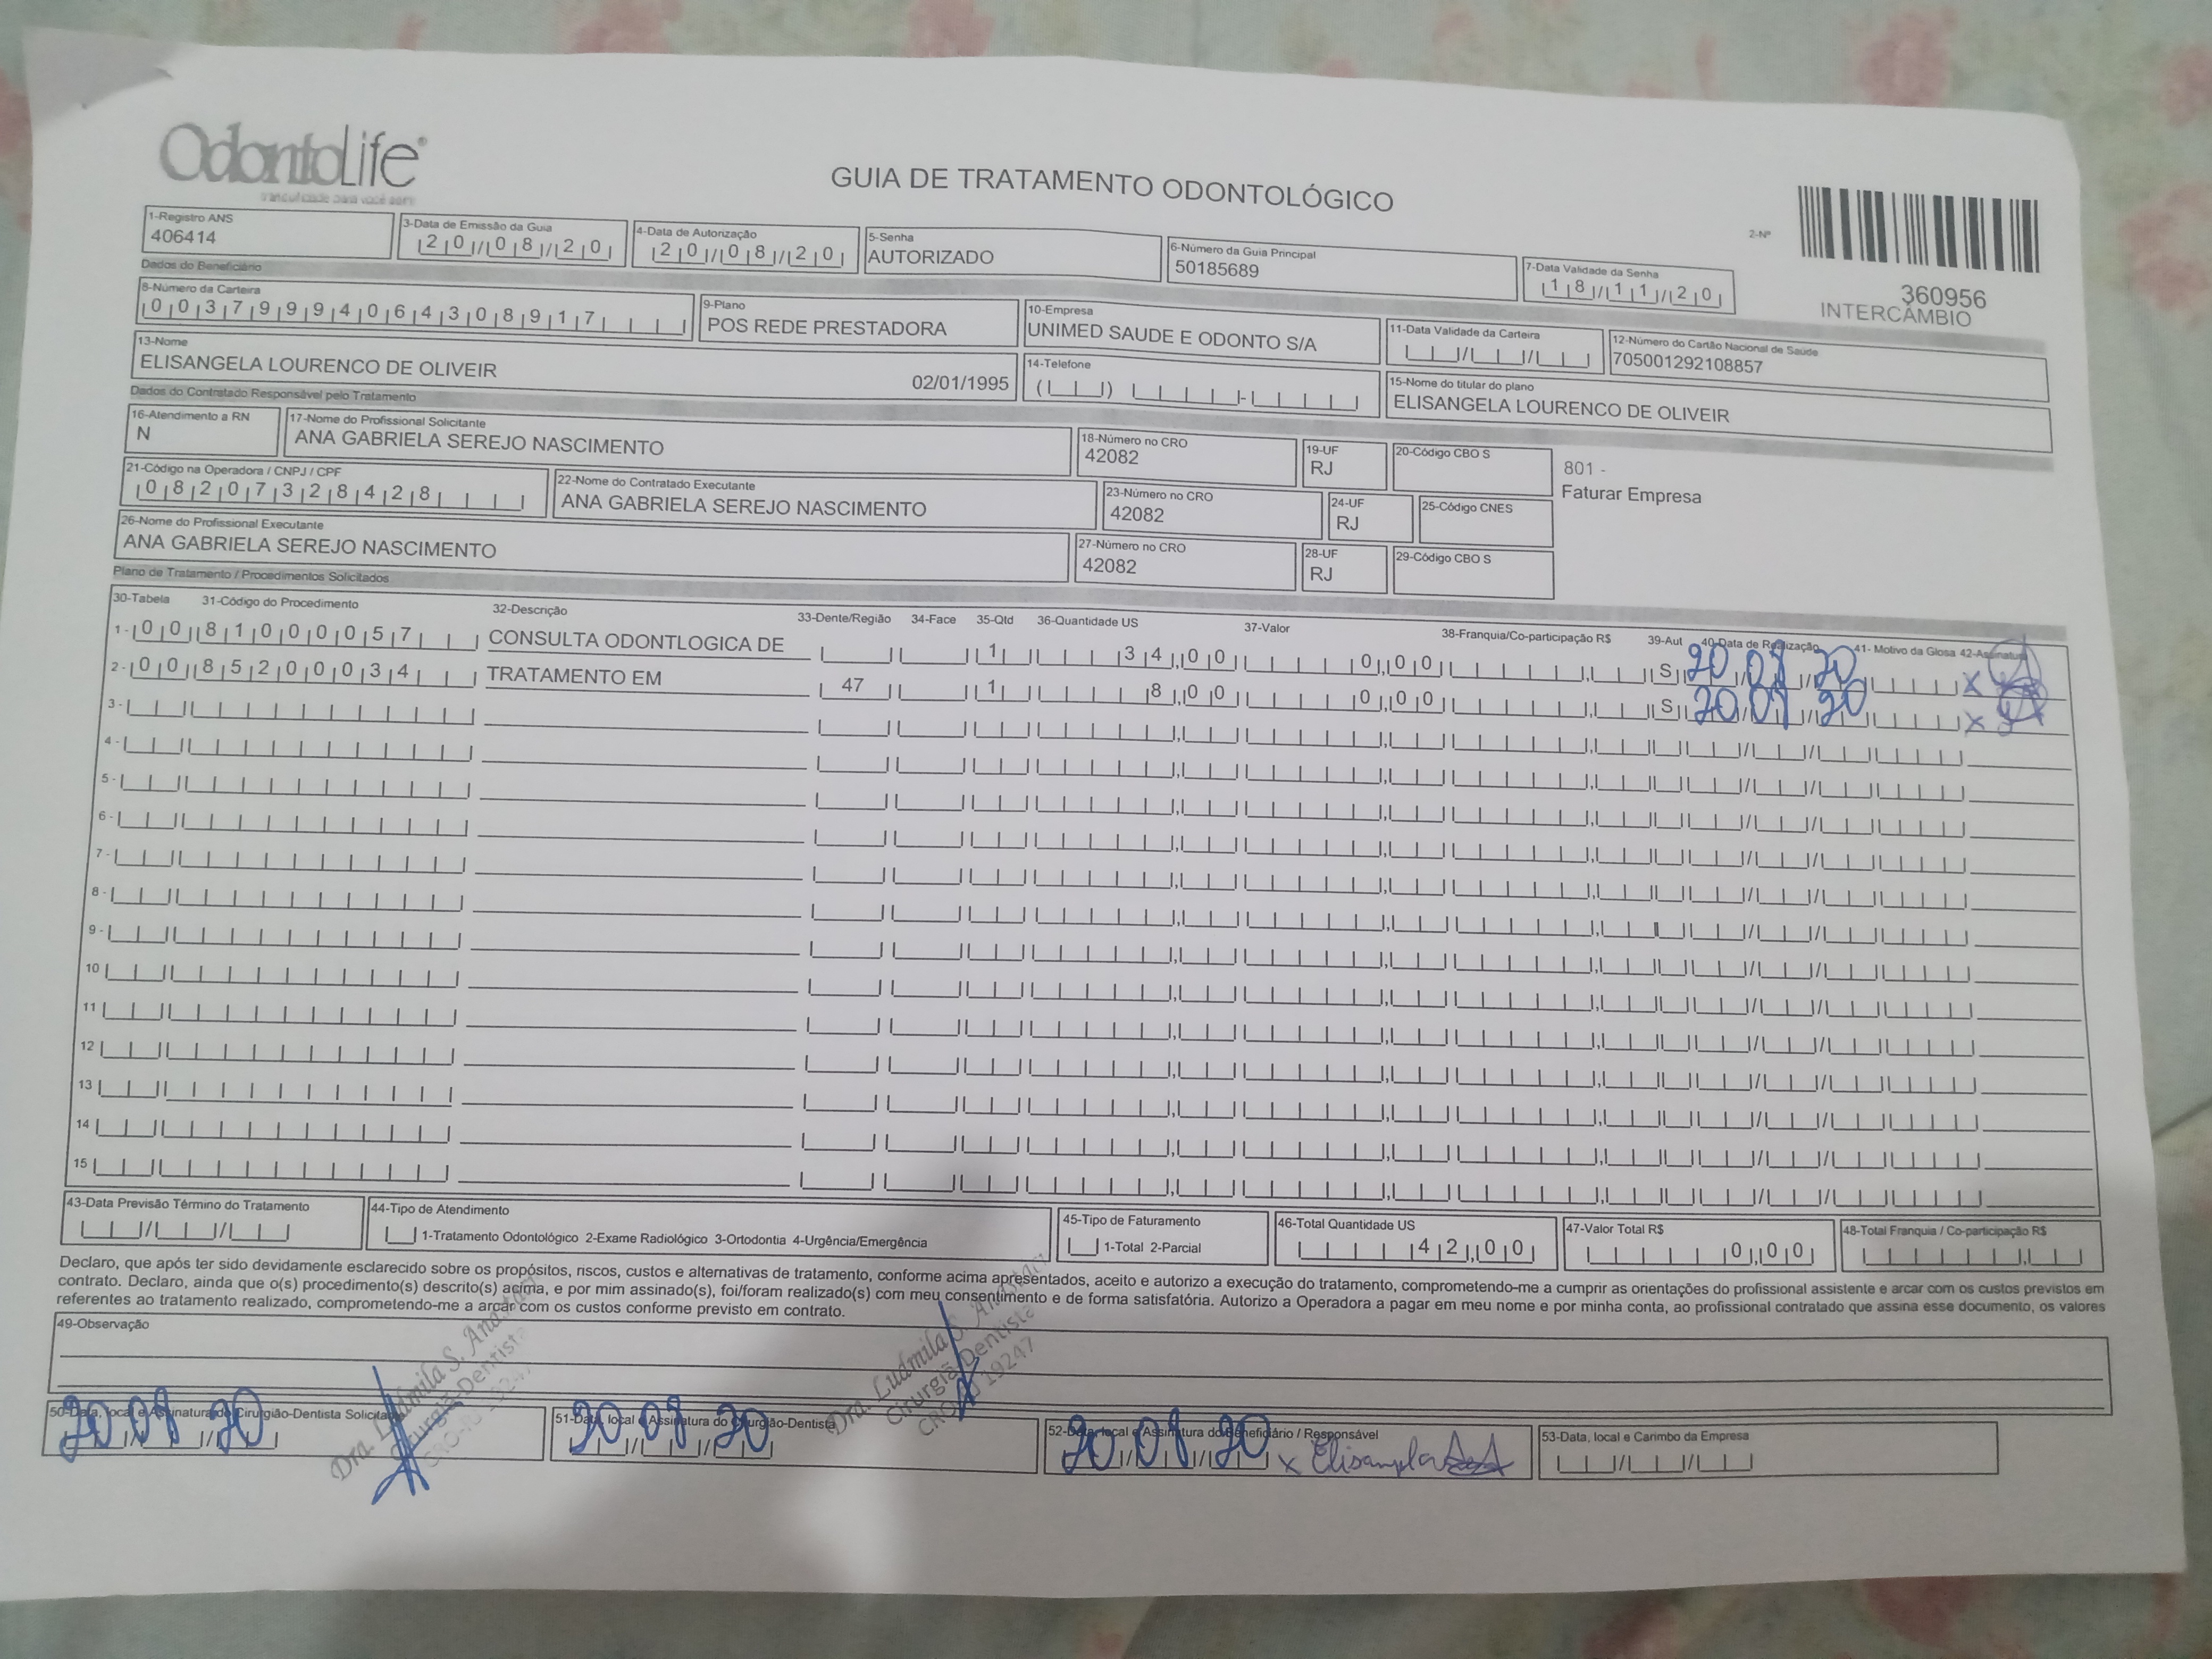 OdontoLife®
GUIA DE TRATAMENTO ODONTOLÓGICO
2-Nº
360956
INTERCÂMBIO
1-Registro ANS
406414
3-Data de Emissão da Guia
20/08/20
4-Data de Autorização
20/08/20
5-Senha
AUTORIZADO
6-Número da Guia Principal
50185689
7-Data Validade da Senha
18/11/20
Dados do Beneficiário
8-Número da Carteira
00379994064308917
9-Plano
POS REDE PRESTADORA
10-Empresa
UNIMED SAUDE E ODONTO S/A
11-Data Validade da Carteira
12-Número do Cartão Nacional de Saúde
705001292108857
13-Nome
ELISANGELA LOURENCO DE OLIVEIR 02/01/1995
14-Telefone
15-Nome do titular do plano
ELISANGELA LOURENCO DE OLIVEIR
Dados do Contratado Responsável pelo Tratamento
16-Atendimento a RN
N
17-Nome do Profissional Solicitante
ANA GABRIELA SEREJO NASCIMENTO
18-Número no CRO
42082
19-UF
RJ
20-Código CBO S
801 -
Faturar Empresa
21-Código na Operadora / CNPJ / CPF
08207328428
22-Nome do Contratado Executante
ANA GABRIELA SEREJO NASCIMENTO
23-Número no CRO
42082
24-UF
RJ
25-Código CNES
26-Nome do Profissional Executante
ANA GABRIELA SEREJO NASCIMENTO
27-Número no CRO
42082
28-UF
RJ
29-Código CBO S
Plano de Tratamento / Procedimentos Solicitados
30-Tabela 31-Código do Procedimento 32-Descrição 33-Dente/Região 34-Face 35-Qtd 36-Quantidade US 37-Valor 38-Franquia/Co-participação R$ 39-Aut 40-Data de Realização 41- Motivo da Glosa 42-Assinatura
1- 00 81000057 CONSULTA ODONTLOGICA DE 1 34,00 0,00 S 20/08/20 x
2- 00 85200034 TRATAMENTO EM 47 1 8,00 0,00 S 20/08/20 x
3-
4-
5-
6-
7-
8-
9-
10
11
12
13
14
15
43-Data Previsão Término do Tratamento
44-Tipo de Atendimento
1-Tratamento Odontológico 2-Exame Radiológico 3-Ortodontia 4-Urgência/Emergência
45-Tipo de Faturamento
1-Total 2-Parcial
46-Total Quantidade US
42,00
47-Valor Total R$
0,00
48-Total Franquia / Co-participação R$
Declaro, que após ter sido devidamente esclarecido sobre os propósitos, riscos, custos e alternativas de tratamento, conforme acima apresentados, aceito e autorizo a execução do tratamento, comprometendo-me a cumprir as orientações do profissional assistente e arcar com os custos previstos em
contrato. Declaro, ainda que o(s) procedimento(s) descrito(s) acima, e por mim assinado(s), foi/foram realizado(s) com meu consentimento e de forma satisfatória. Autorizo a Operadora a pagar em meu nome e por minha conta, ao profissional contratado que assina esse documento, os valores
referentes ao tratamento realizado, comprometendo-me a arcar com os custos conforme previsto em contrato.
49-Observação
50-Data, local e Assinatura do Cirurgião-Dentista Solicitante
20/08/20
Dra. Ludmila S.
Cirurgiã-Dentista
51-Data, local e Assinatura do Cirurgião-Dentista
20/08/20
Dra. Ludmila S.
Cirurgiã-Dentista
19247
52-Data, local e Assinatura do Beneficiário / Responsável
20/08/20 x
53-Data, local e Carimbo da Empresa